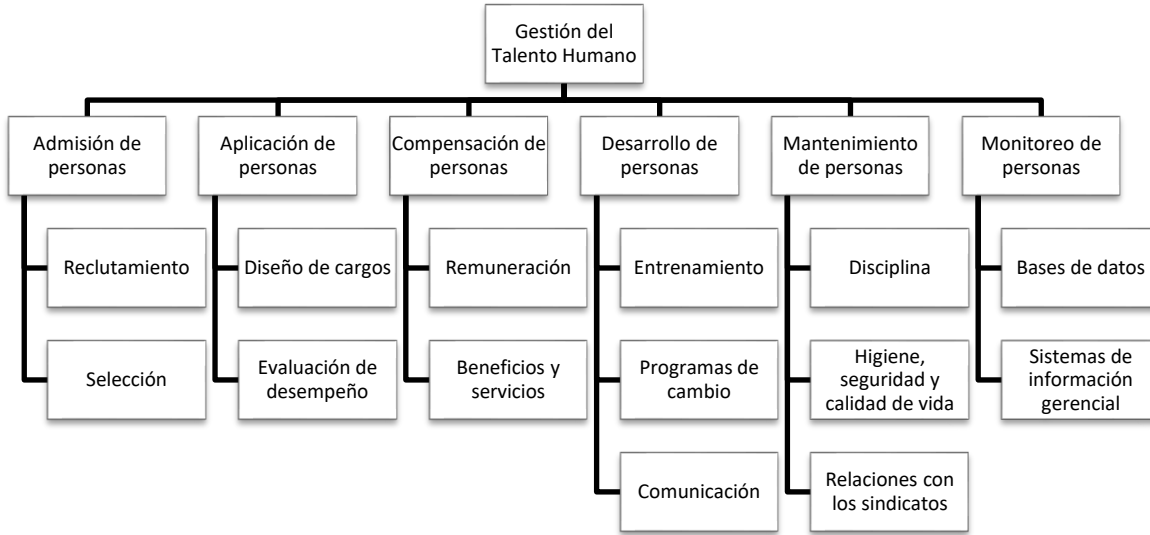 Gestión del
Talento Humano
Admisión de
personas
Reclutamiento
Selección
Aplicación de
personas
Diseño de cargos
Evaluación de
desempeño
Compensación de
personas
Remuneración
Beneficios y
servicios
Desarrollo de
personas
Entrenamiento
Programas de
cambio
Comunicación
Mantenimiento
de personas
Disciplina
Higiene,
seguridad y
calidad de vida
Relaciones con
los sindicatos
Monitoreo de
personas
Bases de datos
Sistemas de
información
gerencial